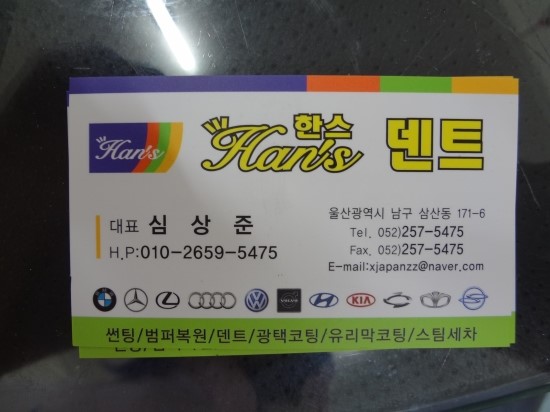 Han's
한스
Han's 덴트
대표 심 상 준
H.P:010-2659-5475
울산광역시 남구 삼산동 171-6
Tel. 052)257-5475
Fax. 052)257-5475
E-mail:xjapanzz@naver.com
VOLVO
HYUNDAI
KIA
썬팅/범퍼복원/덴트/광택코팅/유리막코팅/스팀세차